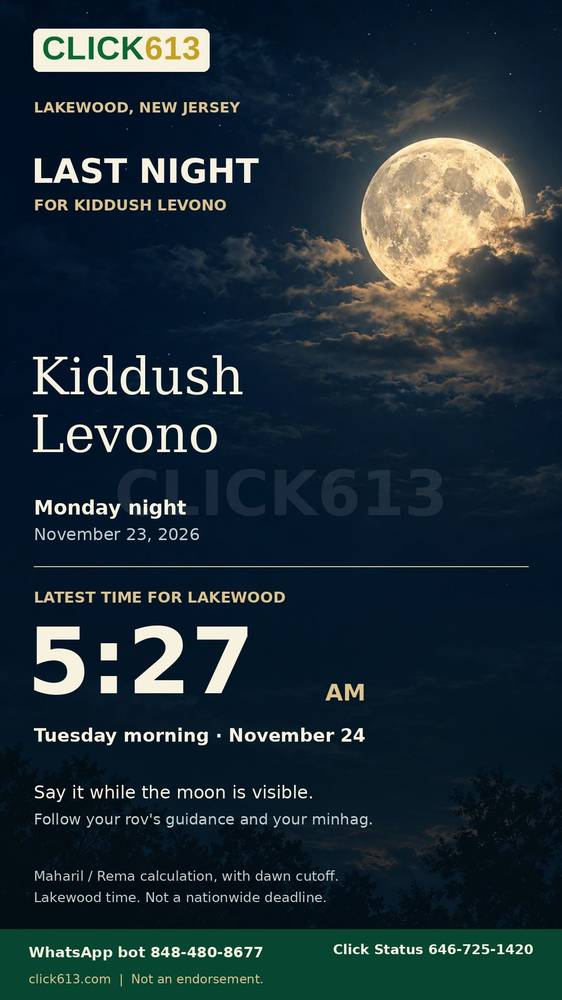 CLICK613
LAKEWOOD, NEW JERSEY
LAST NIGHT
FOR KIDDUSH LEVONO
Kiddush
Levono
CLICK613
Monday night
November 23, 2026
LATEST TIME FOR LAKEWOOD
5:27 AM
Tuesday morning · November 24
Say it while the moon is visible.
Follow your rov's guidance and your minhag.
Maharil / Rema calculation, with dawn cutoff.
Lakewood time. Not a nationwide deadline.
WhatsApp bot 848-480-8677
Click Status 646-725-1420
click613.com | Not an endorsement.